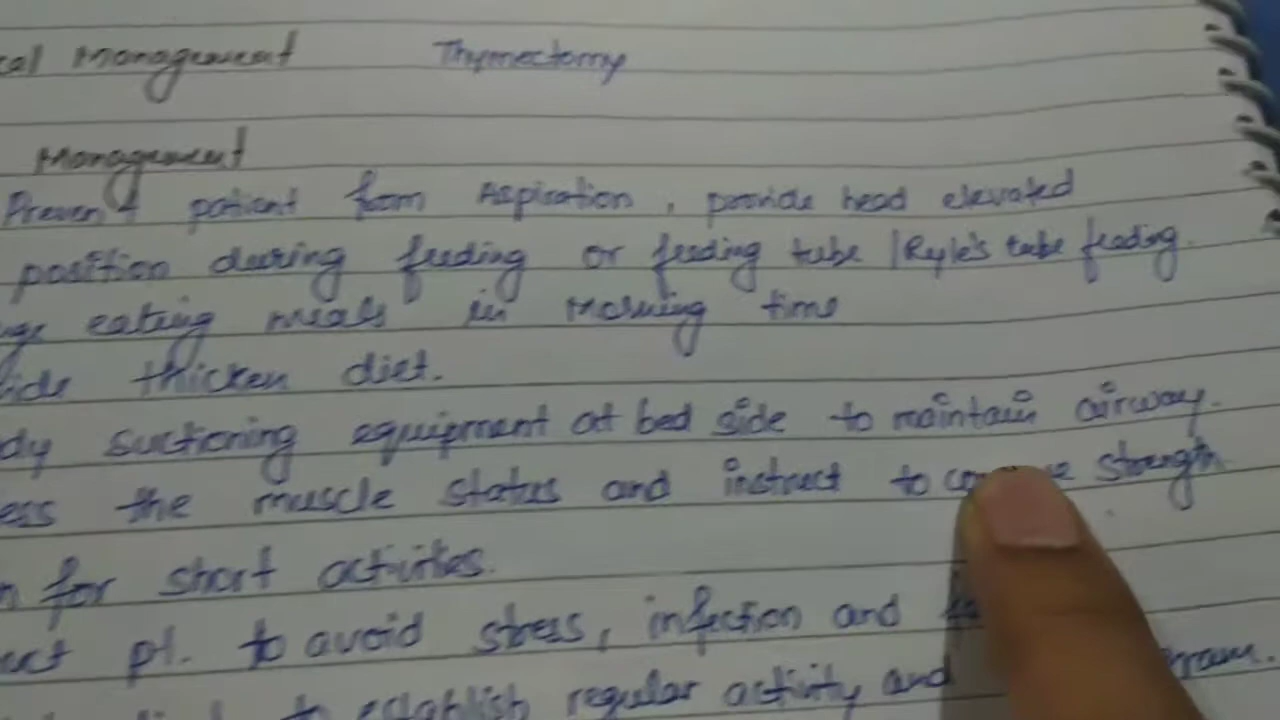 cal Management Thymectomy
Management
Prevent patient from Aspiration, provide head elevated
position during feeding or feeding tube / Ryle's tube feeding.
eating meals in Morning time
thicken diet.
suctioning equipment at bed side to maintain airway.
ess the muscle status and instruct to strength
for short activities.
pt. to avoid stress, infection and
to establish regular activity and